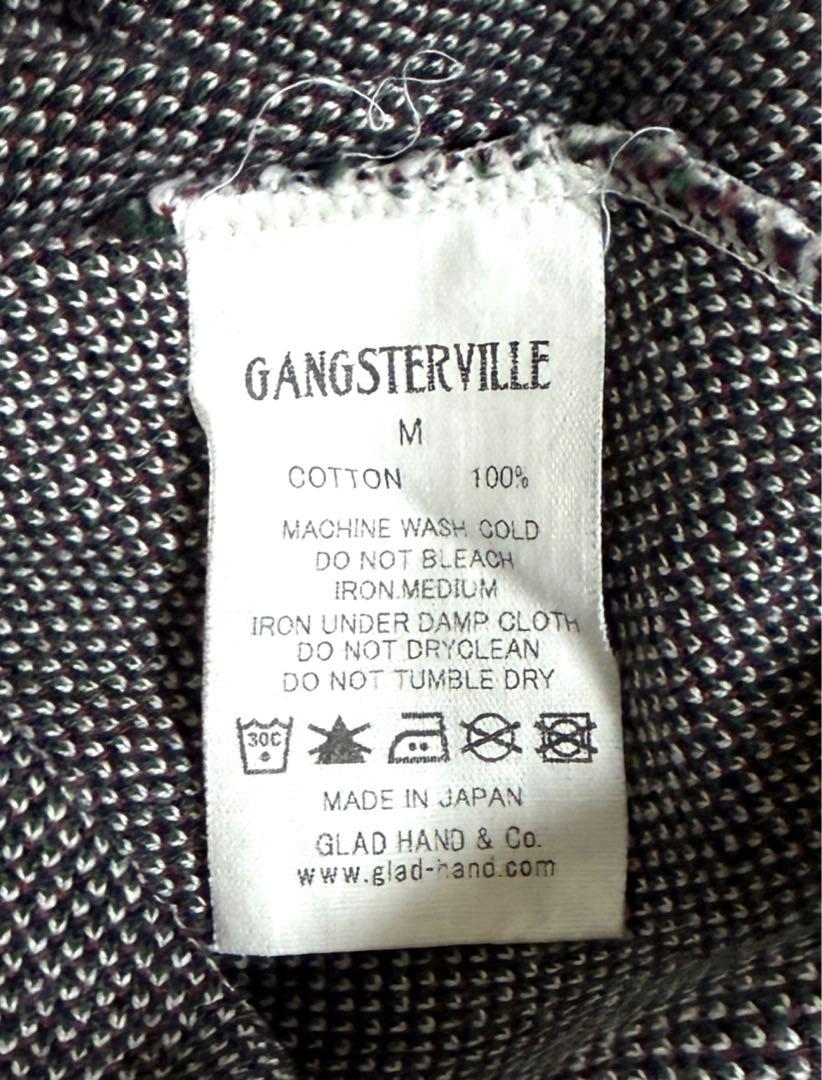 GANGSTERVILLE
M
COTTON 100%
MACHINE WASH COLD
DO NOT BLEACH
IRON.MEDIUM
IRON UNDER DAMP CLOTH
DO NOT DRYCLEAN
DO NOT TUMBLE DRY
30C
MADE IN JAPAN
GLAD HAND & Co.
www.glad-hand.com